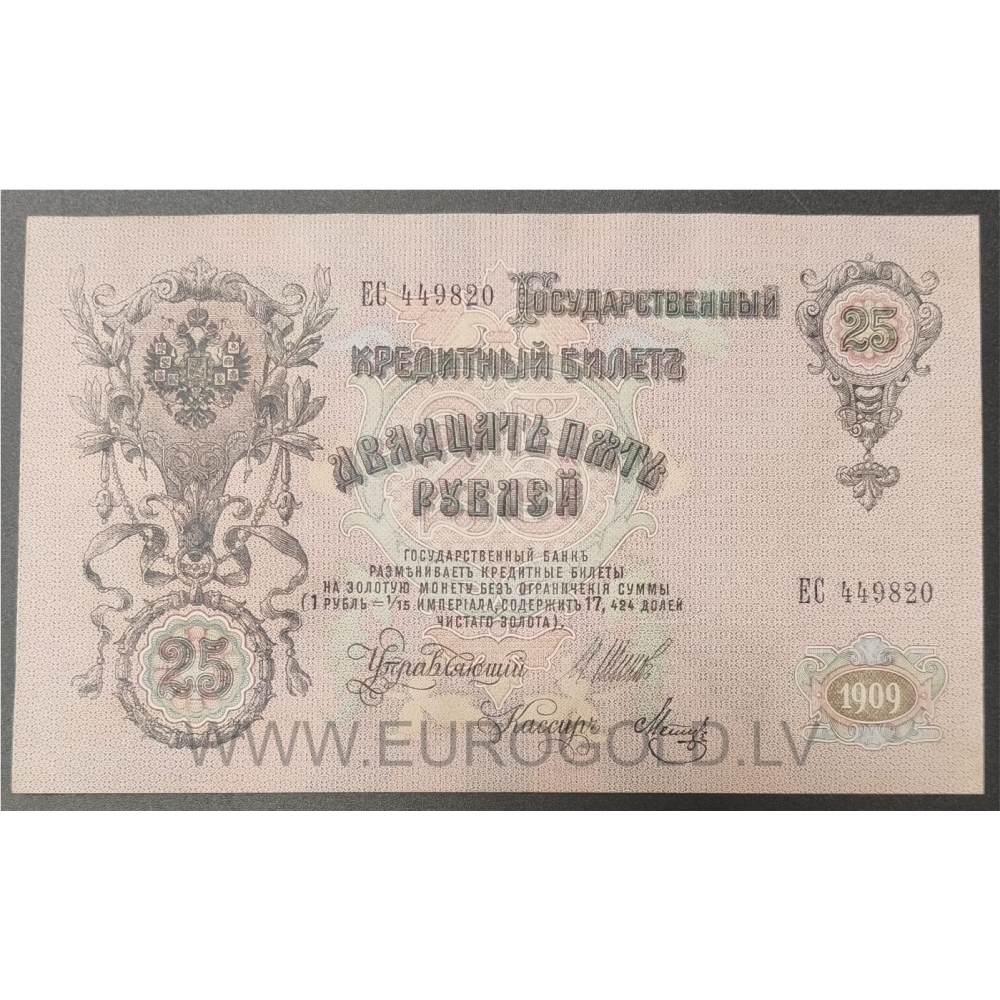 ЕС 449820 Государственный
25
Кредитный Билетъ
Двадцать пять
рублей
ГОСУДАРСТВЕННЫЙ БАНКЪ
РАЗМѢНИВАЕТЪ КРЕДИТНЫЕ БИЛЕТЫ
НА ЗОЛОТУЮ МОНЕТУ БЕЗЪ ОГРАНИЧЕНІЯ СУММЫ
(1 РУБЛЬ = 1/15 ИМПЕРІАЛА, СОДЕРЖИТЪ 17,424 ДОЛЕЙ
ЧИСТАГО ЗОЛОТА).
ЕС 449820
25
Управляющий
Кассиръ
1909
WWW.EUROGOLD.LV